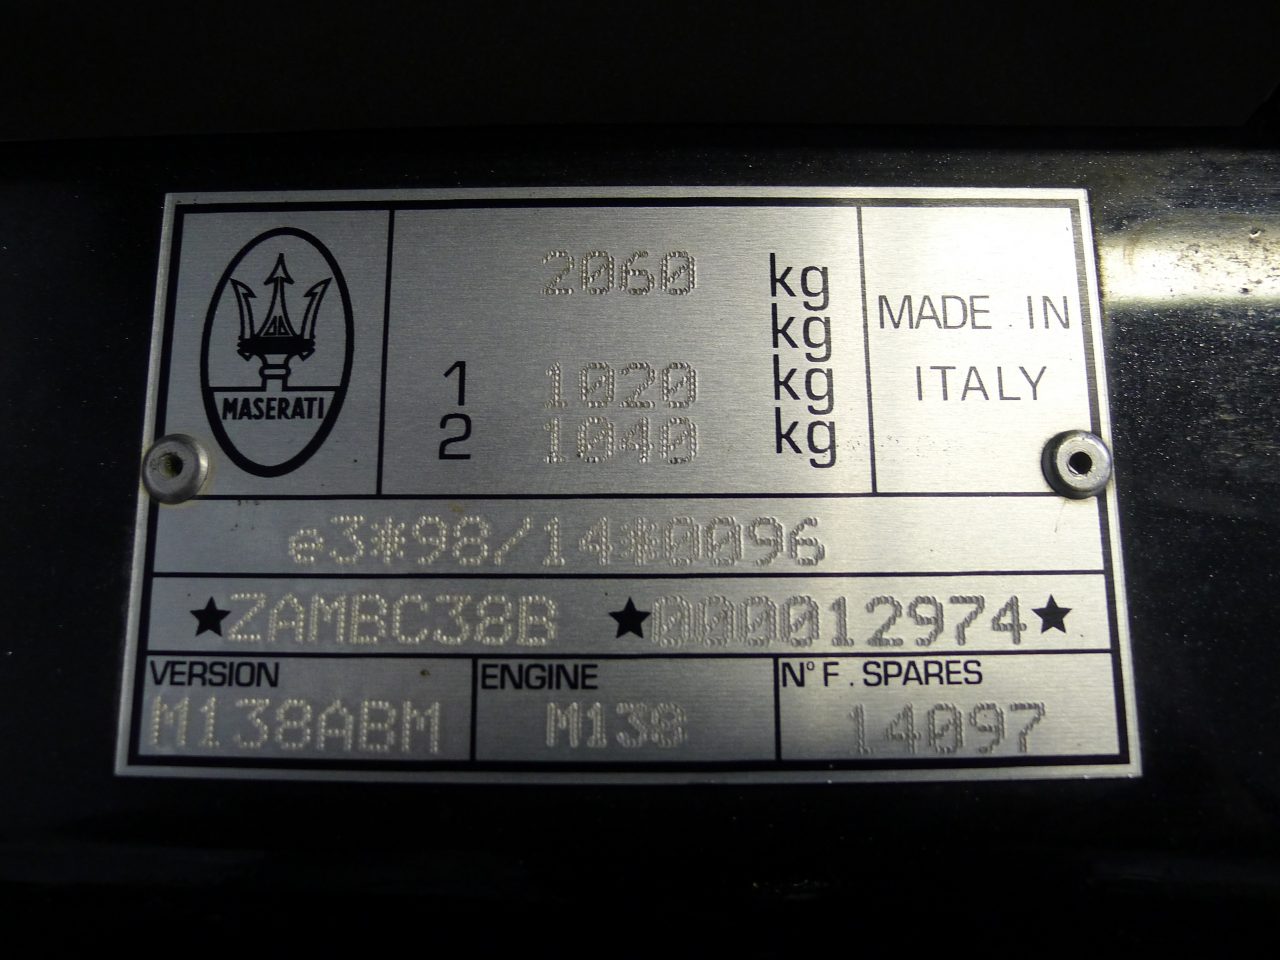 MASERATI
2060 kg
kg
1 1020 kg
2 1040 kg
MADE IN
ITALY
e3*98/14*0096
★ZAMBC38B ★000012974★
VERSION
M138ABM
ENGINE
M138
N° F. SPARES
14097